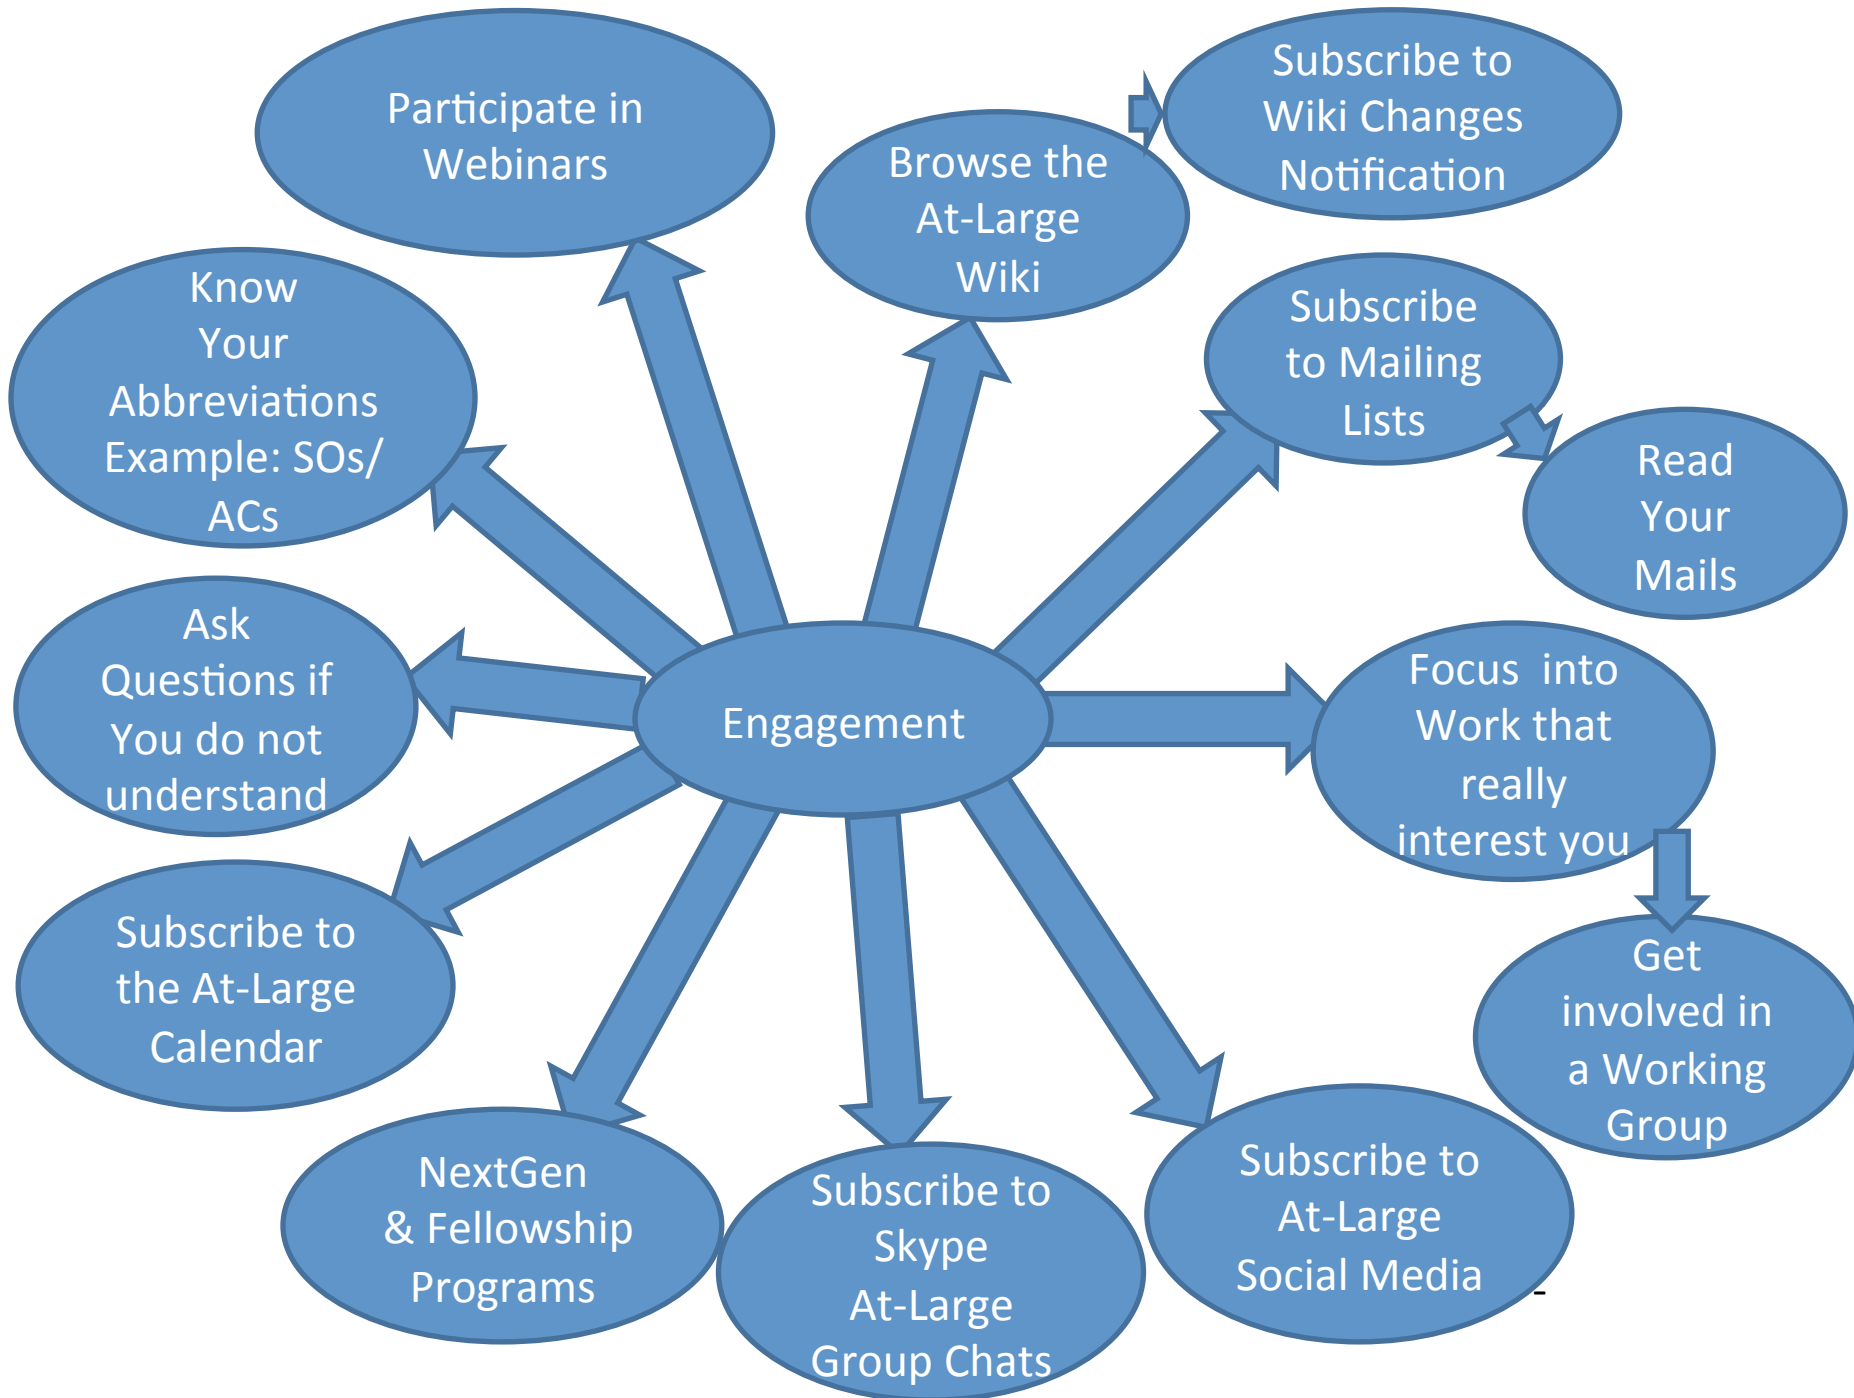 Participate in
Webinars
Browse the
At-Large
Wiki
Subscribe to
Wiki Changes
Notification
Know
Your
Abbreviations
Example: SOs/
ACs
Subscribe
to Mailing
Lists
Read
Your
Mails
Ask
Questions if
You do not
understand
Engagement
Focus  into
Work that
really
interest you
Subscribe to
the At-Large
Calendar
Get
involved in
a Working
Group
NextGen
& Fellowship
Programs
Subscribe to
Skype
At-Large
Group Chats
Subscribe to
At-Large
Social Media
-